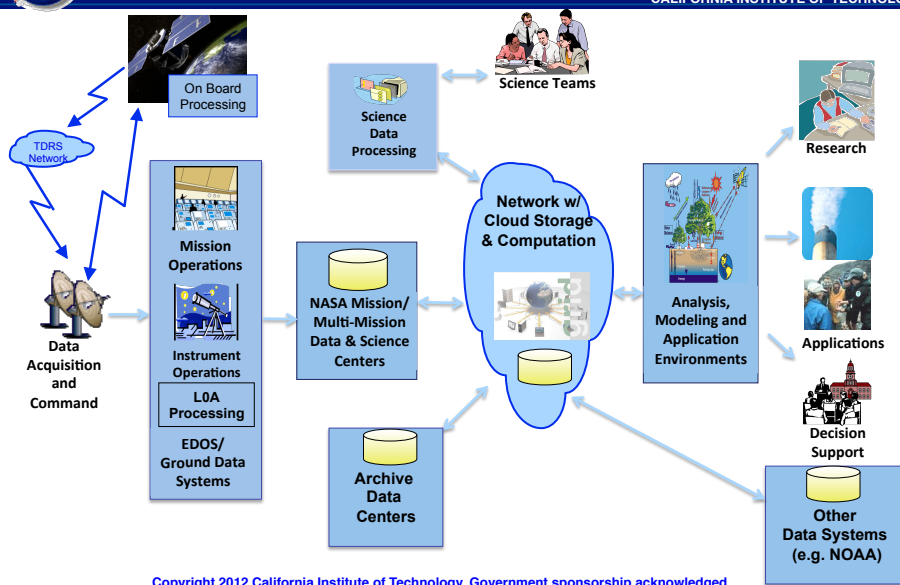 On Board
Processing
TDRS
Network
Data
Acquisition
and
Command
Mission
Operations
Instrument
Operations
L0A
Processing
EDOS/
Ground Data
Systems
Science
Data
Processing
Science Teams
NASA Mission/
Multi-Mission
Data & Science
Centers
Network w/
Cloud Storage
& Computation
Archive
Data
Centers
Analysis,
Modeling and
Application
Environments
Research
Applications
Decision
Support
Other
Data Systems
(e.g. NOAA)
Copyright 2012 California Institute of Technology. Government sponsorship acknowledged